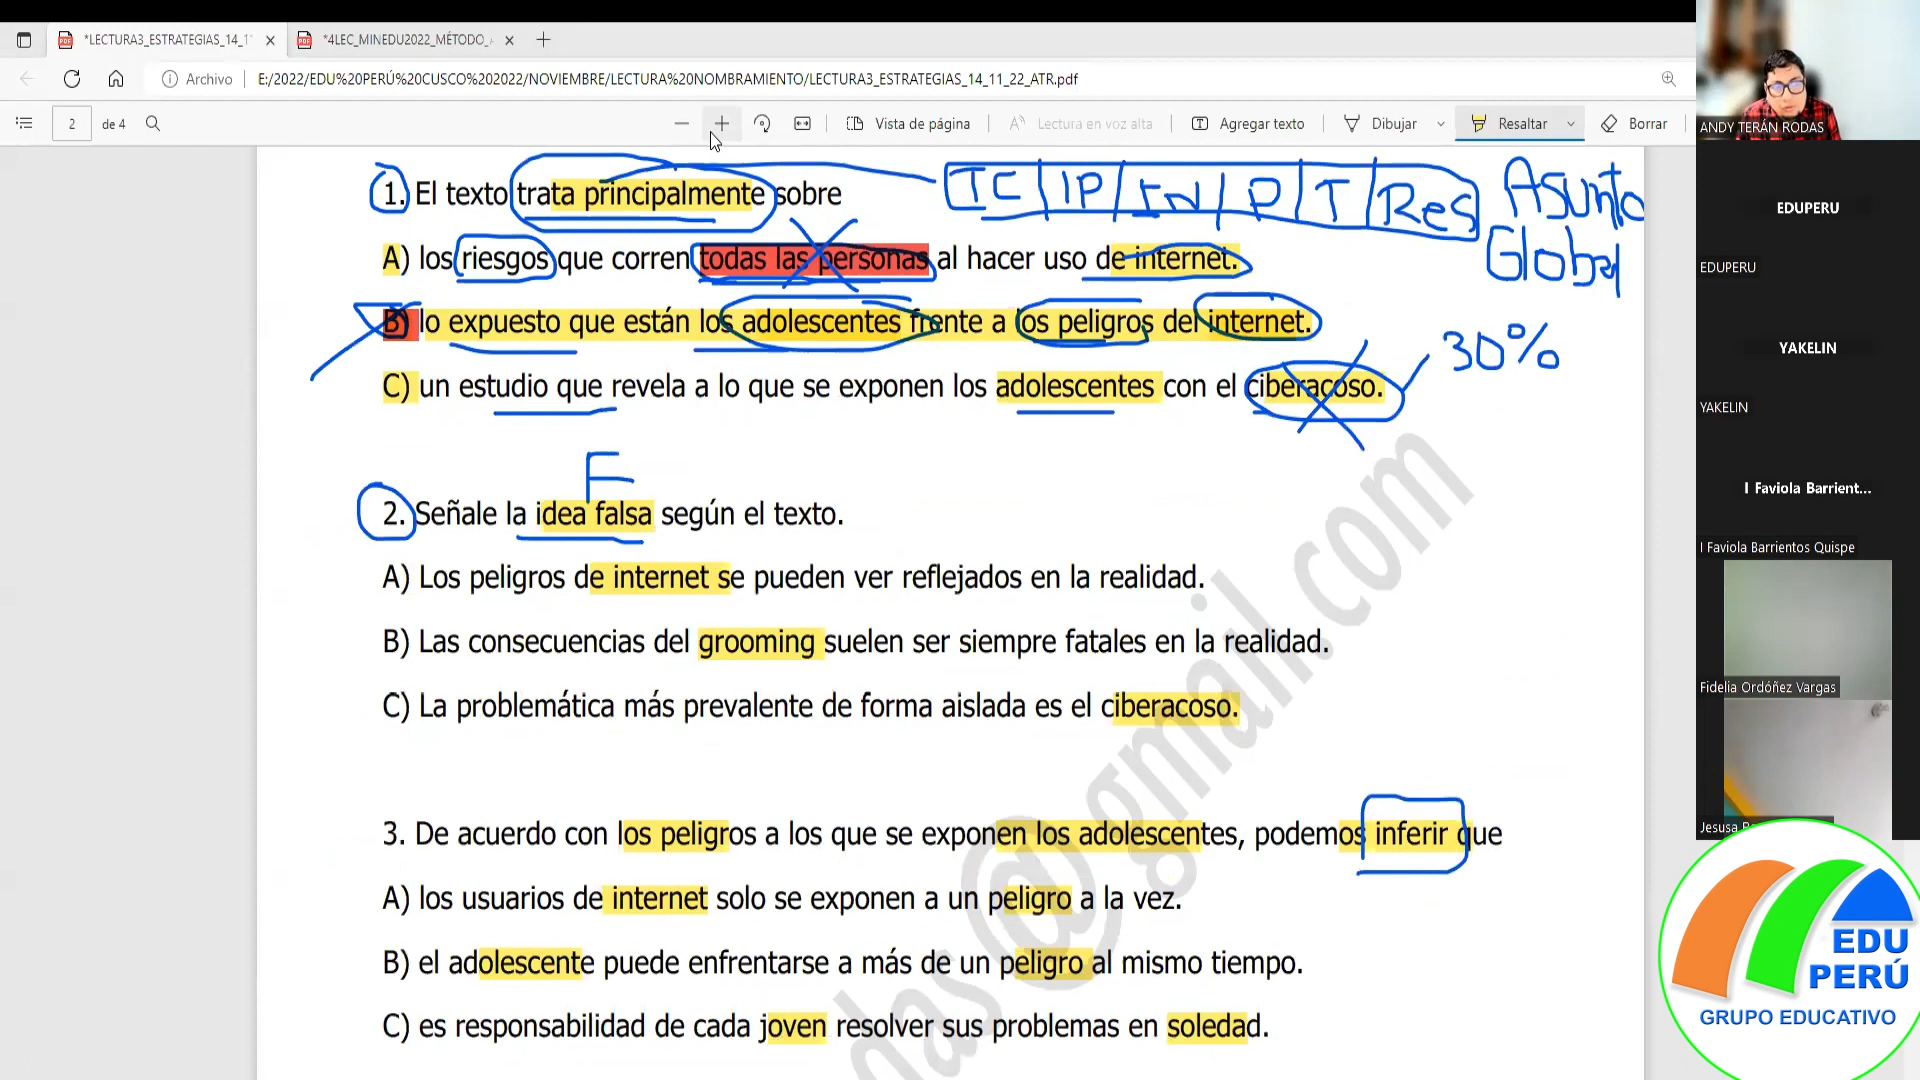 *LECTURA3_ESTRATEGIAS_14_1
*4LEC_MINEDU2022_MÉTODO_
Archivo
E:/2022/EDU%20PERÚ%20CUSCO%202022/NOVIEMBRE/LECTURA%20NOMBRAMIENTO/LECTURA3_ESTRATEGIAS_14_11_22_ATR.pdf
2 de 4
Vista de página
Lectura en voz alta
Agregar texto
Dibujar
Resaltar
Borrar
ANDY TERÁN RODAS
1. El texto trata principalmente sobre
TC | IP | IN | P | T | Res
Asunto
Global
A) los riesgos que corren todas las personas al hacer uso de internet.
B) lo expuesto que están los adolescentes frente a los peligros del internet.
30%
C) un estudio que revela a lo que se exponen los adolescentes con el ciberacoso.
F
2. Señale la idea falsa según el texto.
A) Los peligros de internet se pueden ver reflejados en la realidad.
B) Las consecuencias del grooming suelen ser siempre fatales en la realidad.
C) La problemática más prevalente de forma aislada es el ciberacoso.
3. De acuerdo con los peligros a los que se exponen los adolescentes, podemos inferir que
A) los usuarios de internet solo se exponen a un peligro a la vez.
B) el adolescente puede enfrentarse a más de un peligro al mismo tiempo.
C) es responsabilidad de cada joven resolver sus problemas en soledad.
das@gmail.com
EDUPERU
EDUPERU
YAKELIN
YAKELIN
I Faviola Barrient...
I Faviola Barrientos Quispe
Fidelia Ordóñez Vargas
Jesusa
EDU
PERÚ
GRUPO EDUCATIVO